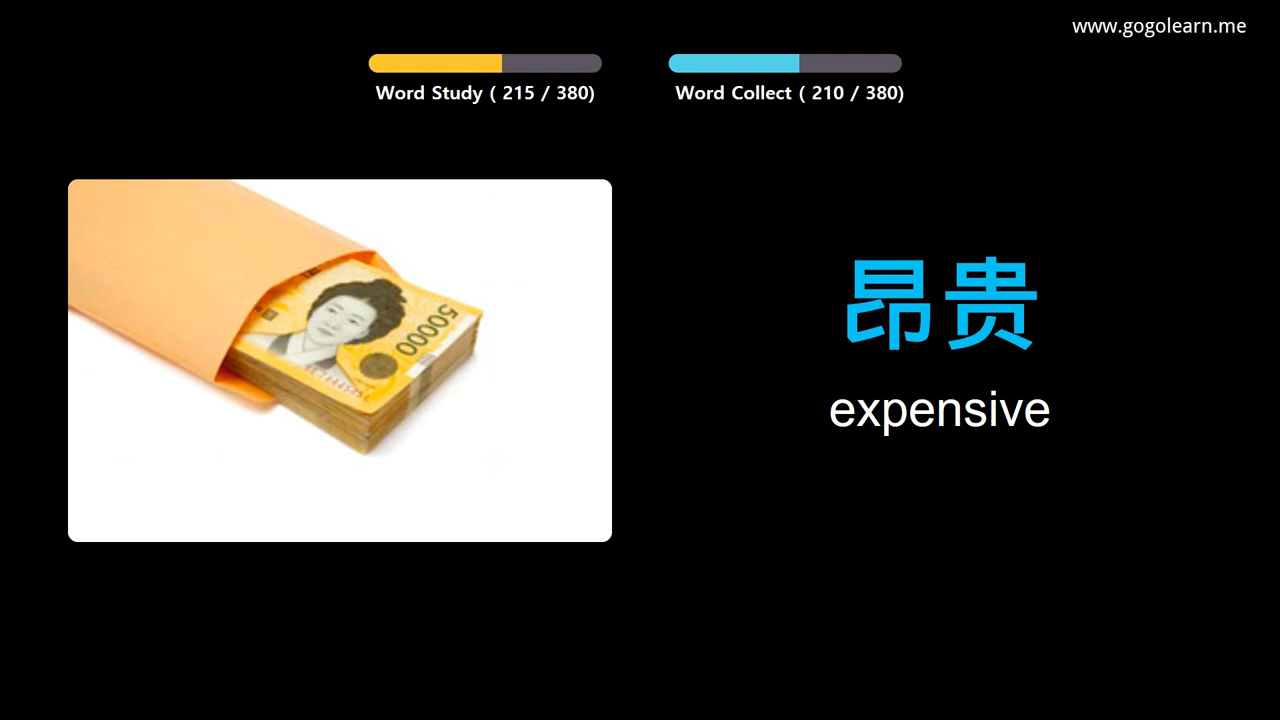 www.gogolearn.me
Word Study ( 215 / 380)
Word Collect ( 210 / 380)
50000
昂贵
expensive